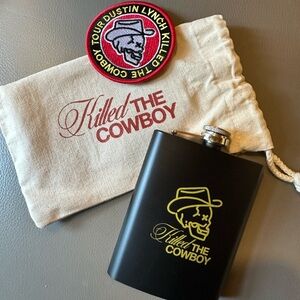 TOUR DUSTIN LYNCH KILLED THE COWBOY
Killed THE
COWBOY
Killed THE
COWBOY